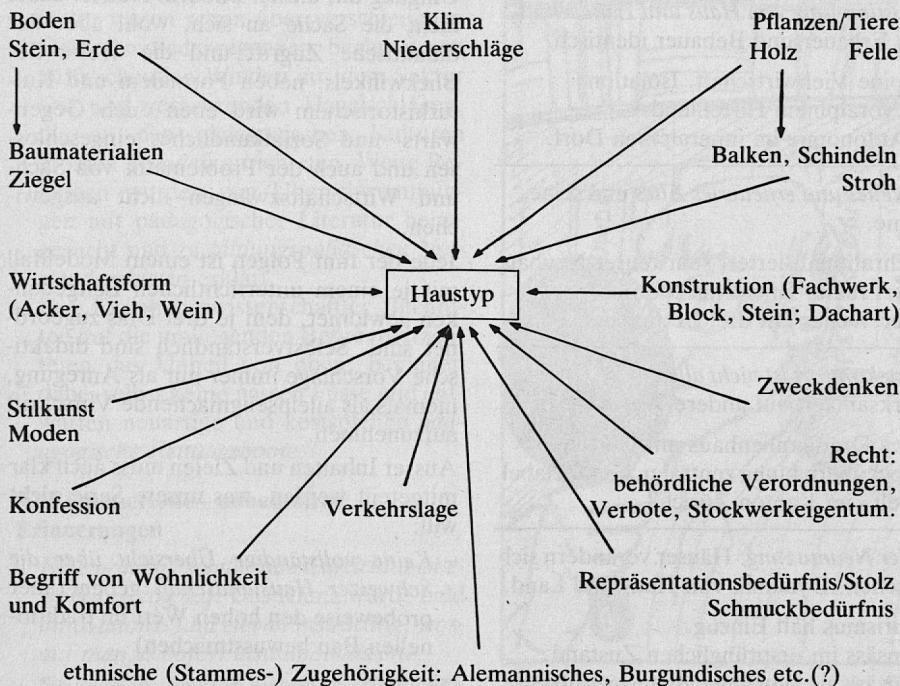 Boden
Stein, Erde
Klima
Niederschläge
Pflanzen/Tiere
Holz Felle
Baumaterialien
Ziegel
Balken, Schindeln
Stroh
Wirtschaftsform
(Acker, Vieh, Wein)
Haustyp
Konstruktion (Fachwerk,
Block, Stein; Dachart)
Stilkunst
Moden
Zweckdenken
Konfession
Verkehrslage
Recht:
behördliche Verordnungen,
Verbote, Stockwerkeigentum.
Begriff von Wohnlichkeit
und Komfort
Repräsentationsbedürfnis/Stolz
Schmuckbedürfnis
ethnische (Stammes-) Zugehörigkeit: Alemannisches, Burgundisches etc.(?)